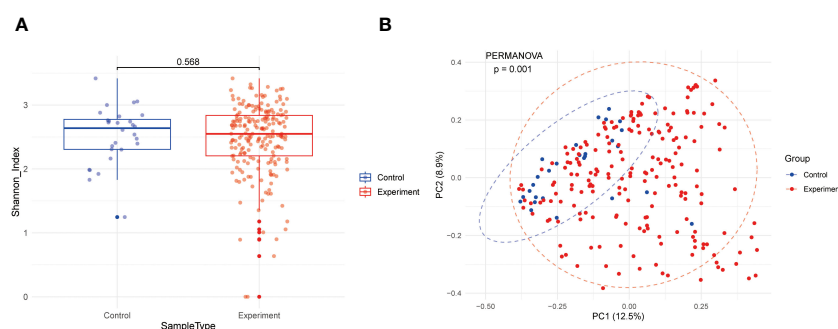 A
B
0.568
3
2
1
0
Shannon_Index
Control
Experiment
SampleType
Control
Experiment
PERMANOVA
p = 0.001
0.4
0.2
0.0
−0.2
−0.4
PC2 (8.9%)
−0.50
−0.25
0.00
0.25
PC1 (12.5%)
Group
Control
Experimer